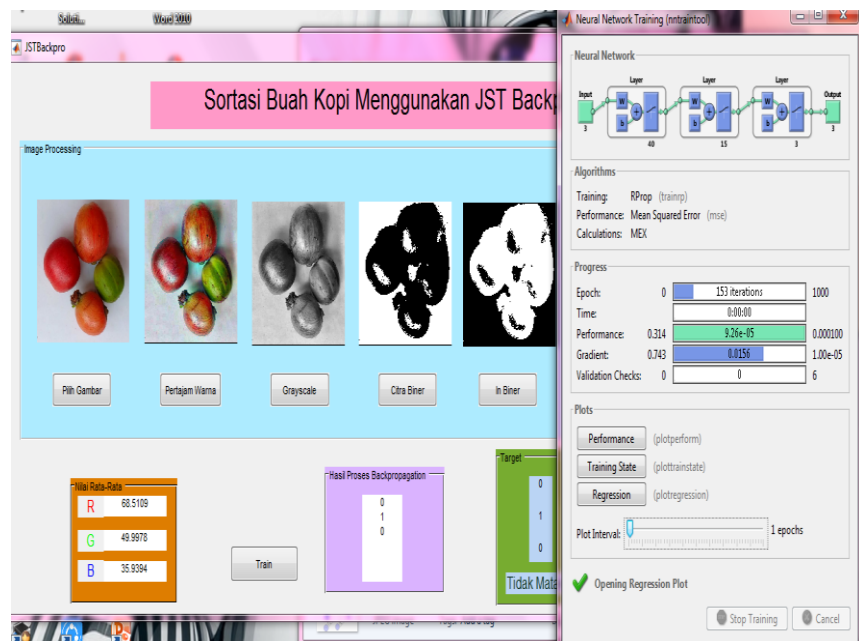 Word 2010
JSTBackpro
Sortasi Buah Kopi Menggunakan JST Backp
Image Processing
Pilih Gambar
Pertajam Warna
Grayscale
Citra Biner
In Biner
Nilai Rata-Rata
R 68.5109
G 49.9978
B 35.9394
Train
Hasil Proses Backpropagation
0
1
0
Target
0
1
0
Tidak Mata
Neural Network Training (nntraintool)
Neural Network
Layer Layer Layer
Input Output
W W W
b b b
3 3
40 15 3
Algorithms
Training: RProp (trainrp)
Performance: Mean Squared Error (mse)
Calculations: MEX
Progress
Epoch: 0 153 iterations 1000
Time: 0:00:00
Performance: 0.314 9.26e-05 0.000100
Gradient: 0.743 0.0156 1.00e-05
Validation Checks: 0 0 6
Plots
Performance (plotperform)
Training State (plottrainstate)
Regression (plotregression)
Plot Interval: 1 epochs
Opening Regression Plot
Stop Training Cancel